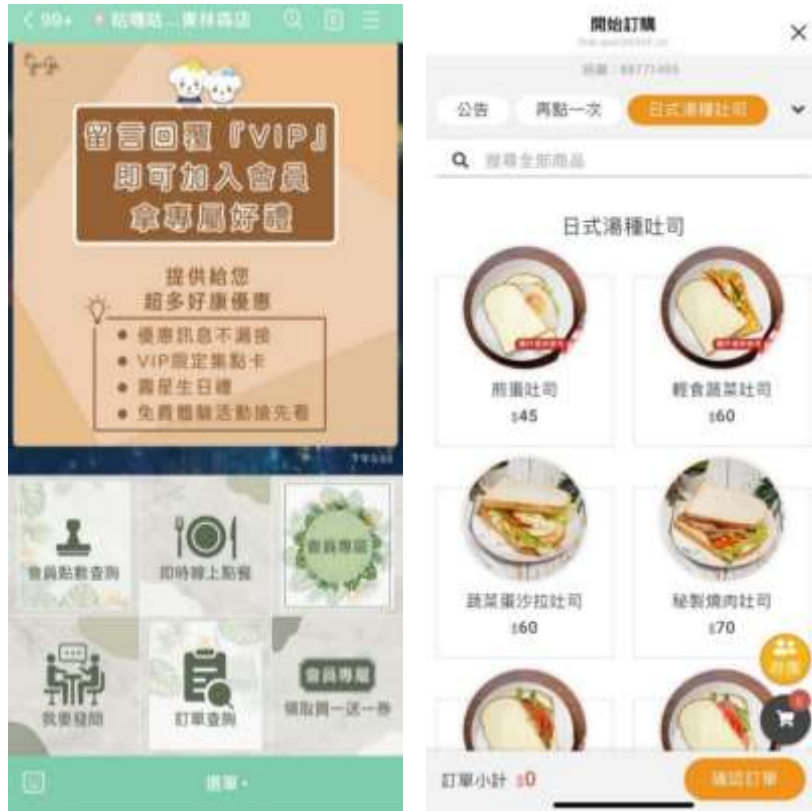 99+
留言回覆『VIP』
即可加入會員
拿專屬好禮
提供給您
超多好康優惠
優惠訊息不漏接
VIP限定集點卡
壽星生日禮
免費體驗活動搶先看
會員點數查詢
即時線上點餐
會員專區
我要發問
訂單查詢
會員專屬
領取買一送一券
選單
開始訂購
公告
再點一次
日式湯種吐司
搜尋全部商品
日式湯種吐司
煎蛋吐司
$45
輕食蔬菜吐司
$60
蔬菜蛋沙拉吐司
$60
秘製燒肉吐司
$70
訂單小計 $0
確認訂單